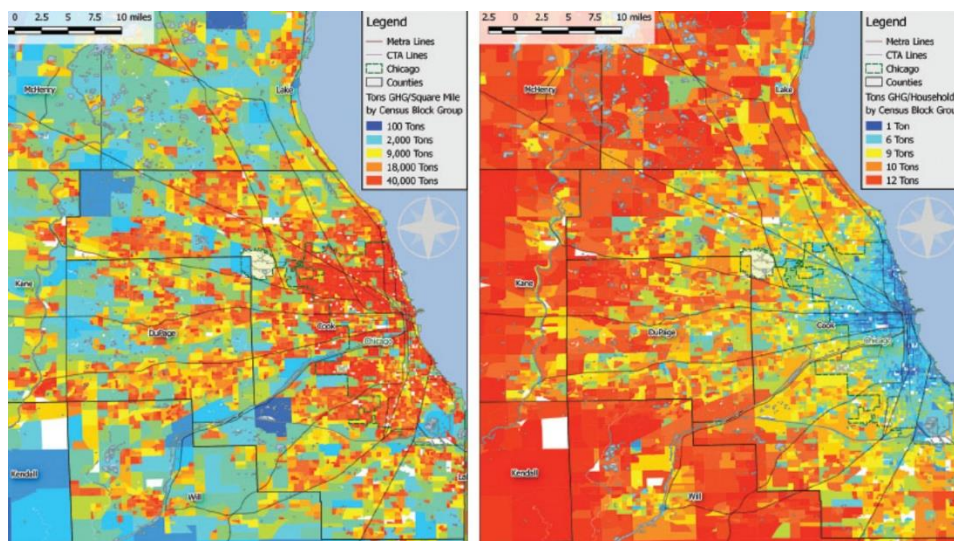 0 2.5 5 7.5 10 miles
Legend
Metra Lines
CTA Lines
Chicago
Counties
Tons GHG/Square Mile
by Census Block Group
100 Tons
2,000 Tons
9,000 Tons
18,000 Tons
40,000 Tons
McHenry
Lake
Kane
DuPage
Cook
Chicago
Kendall
Will
La
2.5 0 2.5 5 7.5 10 miles
Legend
Metra Lines
CTA Lines
Chicago
Counties
Tons GHG/Household
by Census Block Grou
1 Ton
6 Tons
9 Tons
10 Tons
12 Tons
McHenry
Lake
Kane
DuPage
Cook
Chicago
Kendall
Will